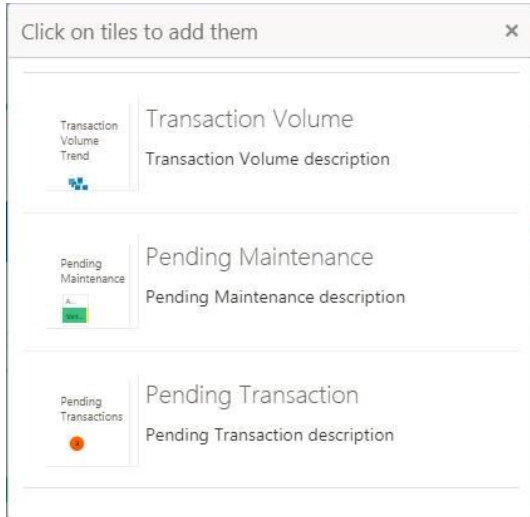 Click on tiles to add them
×
Transaction
Volume
Trend
Transaction Volume
Transaction Volume description
Pending
Maintenance
A...
Pending Maintenance
Pending Maintenance description
Pending
Transactions
Pending Transaction
Pending Transaction description